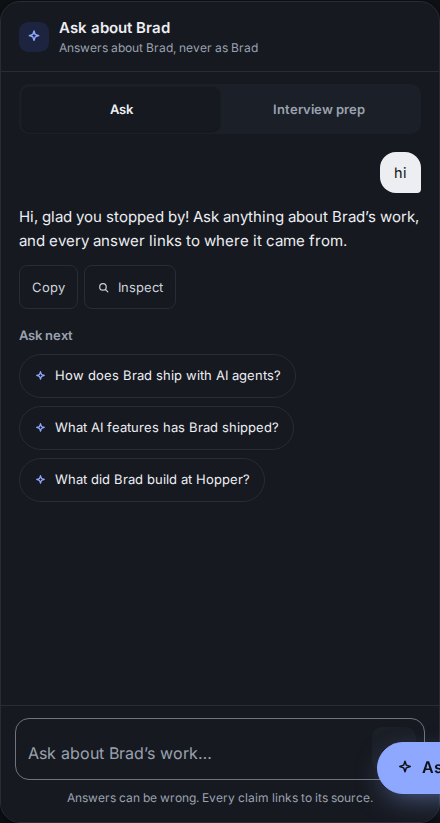 Ask about Brad
Answers about Brad, never as Brad
Ask
Interview prep
hi
Hi, glad you stopped by! Ask anything about Brad’s work,
and every answer links to where it came from.
Copy
Inspect
Ask next
How does Brad ship with AI agents?
What AI features has Brad shipped?
What did Brad build at Hopper?
Ask about Brad’s work...
Answers can be wrong. Every claim links to its source.